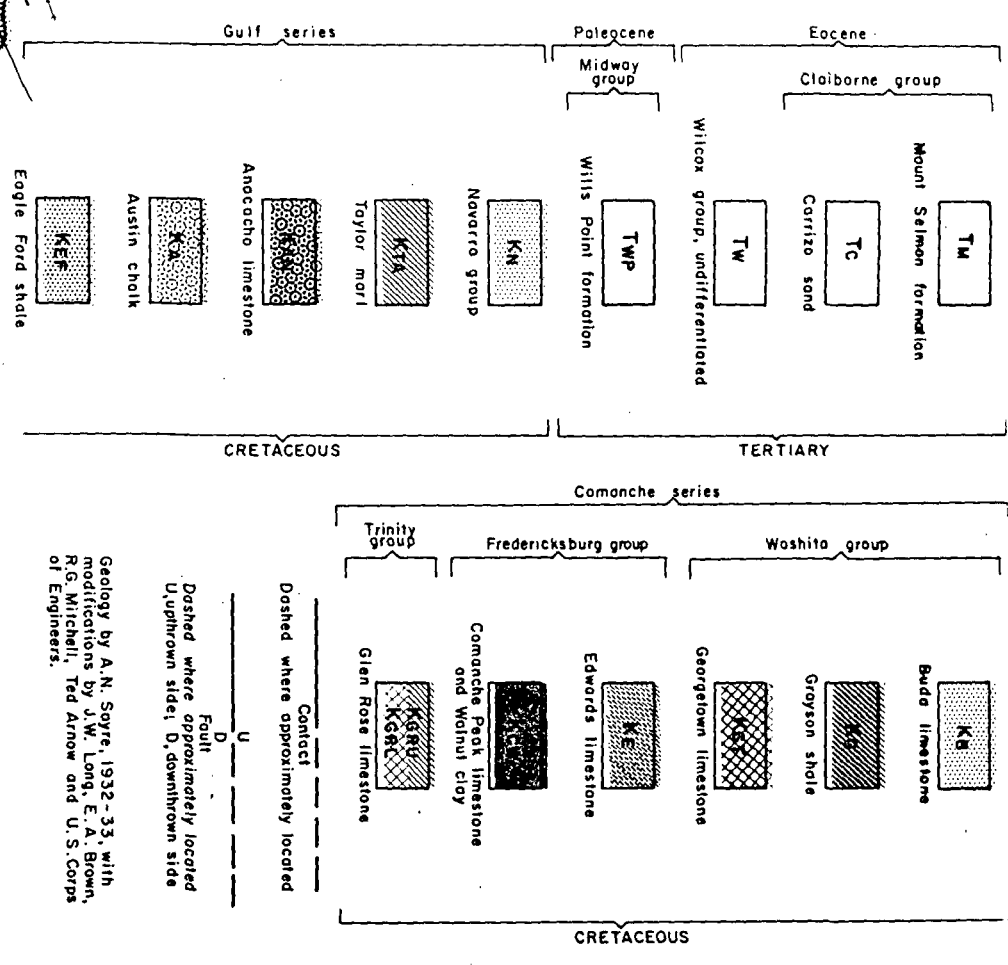 Gulf series
Paleocene
Eocene
Midway
group
Claiborne group
TM
Mount Selman formation
TC
Carrizo sand
TW
Wilcox group, undifferentiated
TWP
Wills Point formation
KN
Navarro group
KTA
Taylor marl
Anacacho limestone
KA
Austin chalk
KEF
Eagle Ford shale
CRETACEOUS
TERTIARY
Comanche series
Trinity
group
Fredericksburg group
Washita group
KB
Buda limestone
KG
Grayson shale
Georgetown limestone
KE
Edwards limestone
Comanche Peak limestone
and Walnut clay
KGRU
KGRL
Glen Rose limestone
Contact
Dashed where approximately located
U
D
Fault
Dashed where approximately located
U, upthrown side; D, downthrown side
Geology by A.N. Sayre, 1932-33, with
modifications by J.W. Long, E.A. Brown,
R.G. Mitchell, Ted Arnow and U.S. Corps
of Engineers.
CRETACEOUS